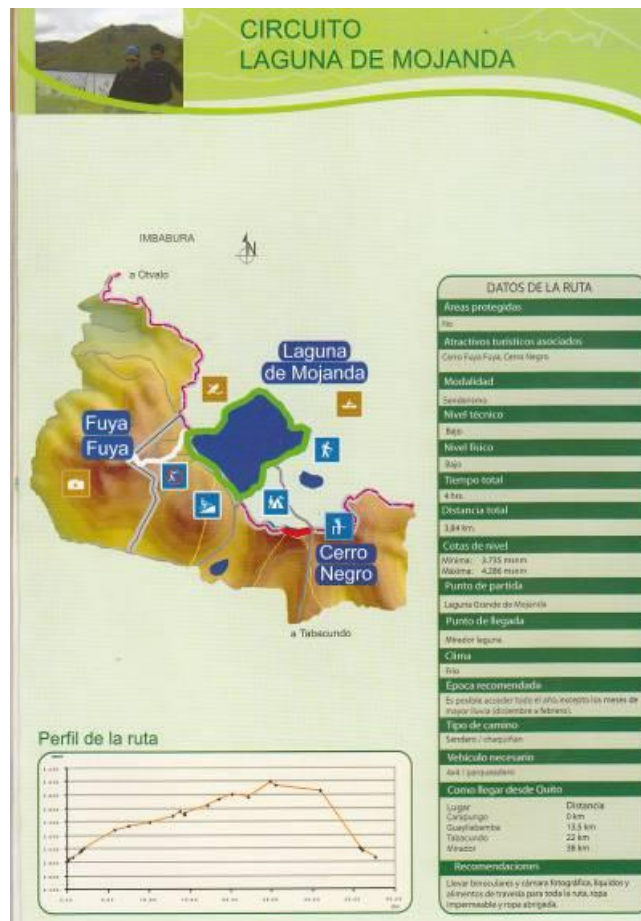 CIRCUITO
LAGUNA DE MOJANDA
IMBABURA
N
a Otvalo
Laguna
de Mojanda
Fuya
Fuya
Cerro
Negro
a Tabacundo
DATOS DE LA RUTA
Áreas protegidas
No
Atractivos turísticos asociados
Cerro Fuya Fuya, Cerro Negro
Modalidad
Senderismo
Nivel técnico
Bajo
Nivel físico
Bajo
Tiempo total
4 hrs.
Distancia total
3,84 km.
Cotas de nivel
Mínima: 3.735 msnm
Máxima: 4.286 msnm
Punto de partida
Laguna Grande de Mojanda
Punto de llegada
Mirador laguna
Clima
Frío
Época recomendada
Es posible acceder todo el año, excepto los meses de
mayor lluvia (diciembre a febrero).
Tipo de camino
Sendero / chaquiñan
Vehículo necesario
4x4 / parqueadero
Como llegar desde Quito
Lugar Distancia
Carapungo 0 km
Guayllabamba 13,5 km
Tabacundo 22 km
Mirador 38 km
Recomendaciones
Llevar binoculares y cámara fotográfica, líquidos y
alimentos de travesía para toda la ruta, ropa
impermeable y ropa abrigada.
Perfil de la ruta